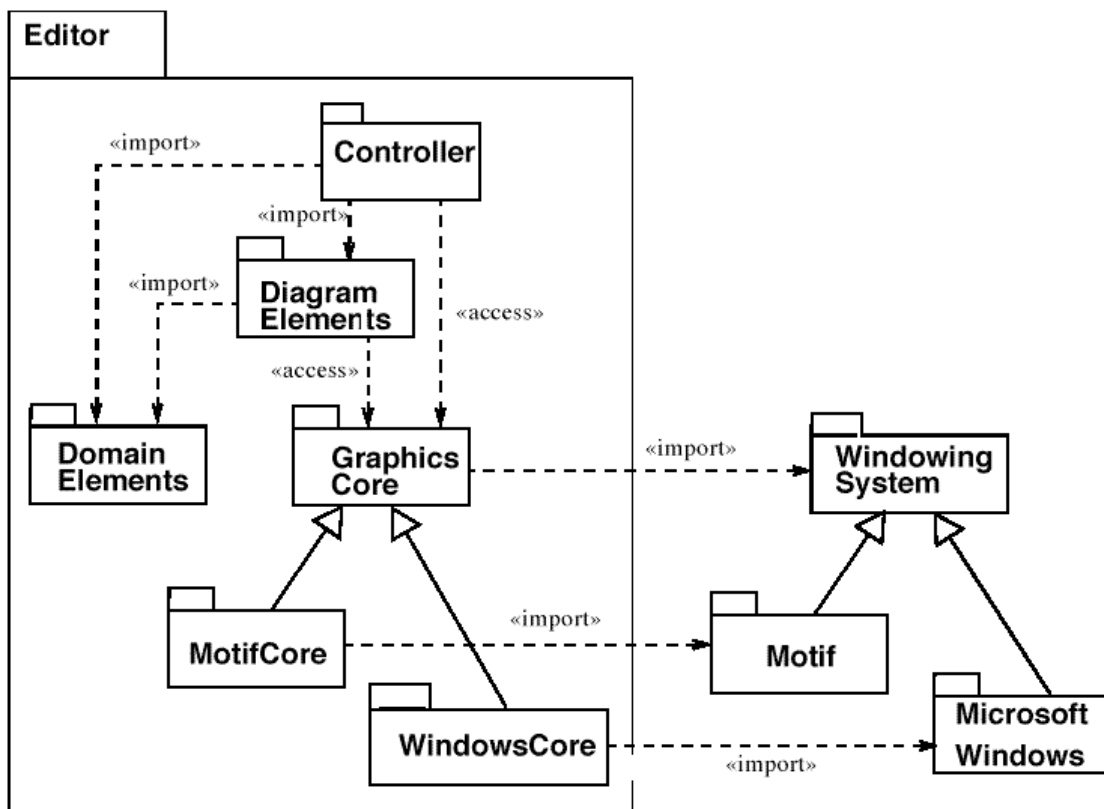 Editor
«import»
Controller
«import»
«import»
Diagram
Elements
«access»
«access»
Domain
Elements
Graphics
Core
«import»
Windowing
System
MotifCore
«import»
Motif
WindowsCore
«import»
Microsoft
Windows